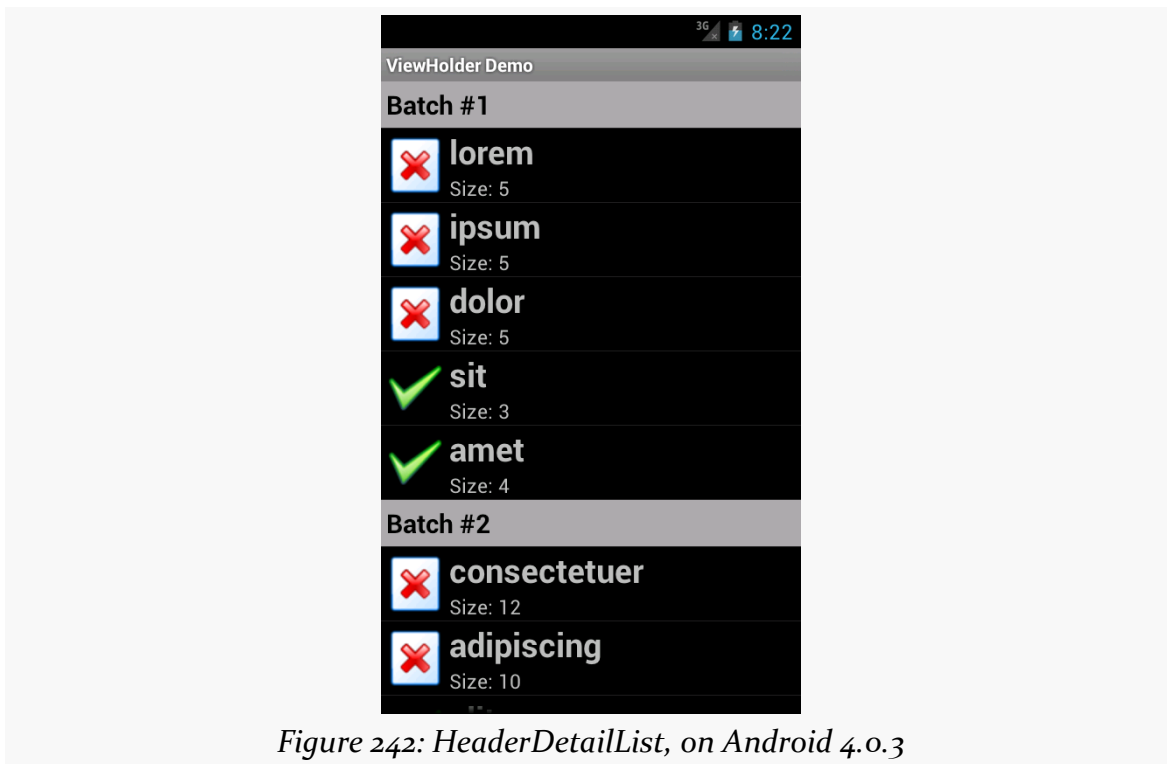 3G 8:22
ViewHolder Demo
Batch #1
lorem
Size: 5
ipsum
Size: 5
dolor
Size: 5
sit
Size: 3
amet
Size: 4
Batch #2
consectetuer
Size: 12
adipiscing
Size: 10
Figure 242: HeaderDetailList, on Android 4.0.3